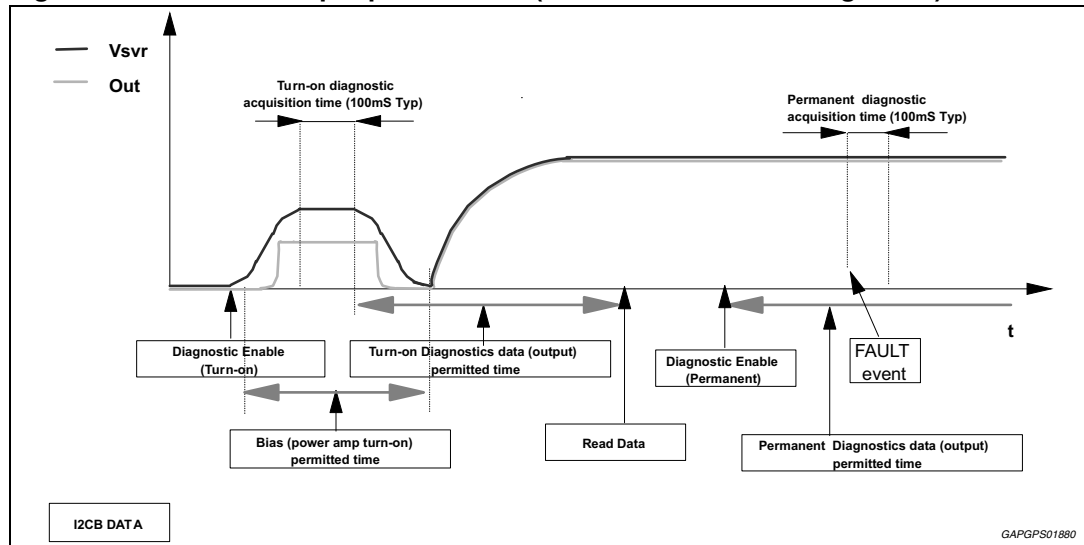 Vsvr
Out
Turn-on diagnostic
acquisition time (100mS Typ)
Permanent diagnostic
acquisition time (100mS Typ)
t
Diagnostic Enable
(Turn-on)
Turn-on Diagnostics data (output)
permitted time
Diagnostic Enable
(Permanent)
FAULT
event
Bias (power amp turn-on)
permitted time
Read Data
Permanent Diagnostics data (output)
permitted time
I2CB DATA
GAPGPS01880